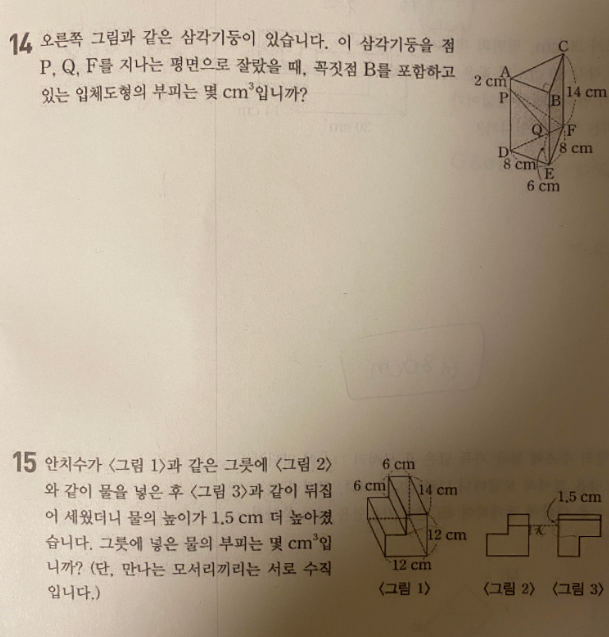 14 오른쪽 그림과 같은 삼각기둥이 있습니다. 이 삼각기둥을 점
P, Q, F를 지나는 평면으로 잘랐을 때, 꼭짓점 B를 포함하고
있는 입체도형의 부피는 몇 cm³입니까?
C
A
2 cm
P
B
14 cm
Q
F
D
8 cm
8 cm
E
6 cm
15 안치수가 〈그림 1〉과 같은 그릇에 〈그림 2〉
와 같이 물을 넣은 후 〈그림 3〉과 같이 뒤집
어 세웠더니 물의 높이가 1.5 cm 더 높아졌
습니다. 그릇에 넣은 물의 부피는 몇 cm³입
니까? (단, 만나는 모서리끼리는 서로 수직
입니다.)
6 cm
6 cm
14 cm
12 cm
12 cm
〈그림 1〉
1.5 cm
〈그림 2〉
〈그림 3〉